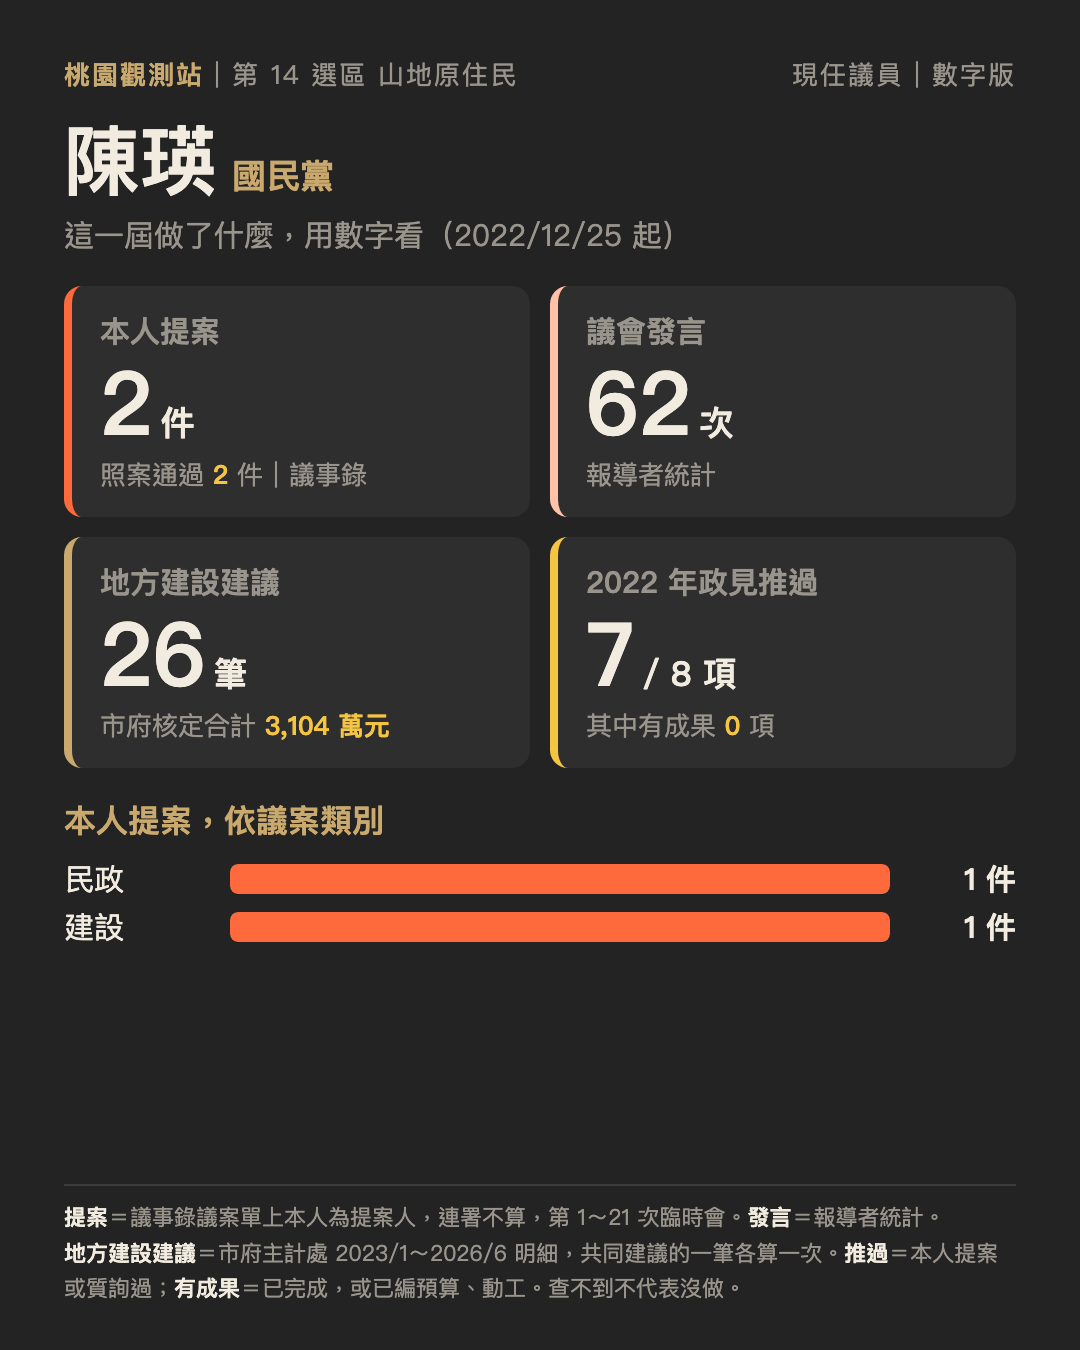 桃園觀測站｜第 14 選區 山地原住民
現任議員｜數字版
陳瑛 國民黨
這一屆做了什麼，用數字看（2022/12/25 起）
本人提案
2 件
照案通過 2 件｜議事錄
議會發言
62 次
報導者統計
地方建設建議
26 筆
市府核定合計 3,104 萬元
2022 年政見推過
7 / 8 項
其中有成果 0 項
本人提案，依議案類別
民政 1 件
建設 1 件
提案＝議事錄議案單上本人為提案人，連署不算，第 1～21 次臨時會。發言＝報導者統計。
地方建設建議＝市府主計處 2023/1～2026/6 明細，共同建議的一筆各算一次。推過＝本人提案
或質詢過；有成果＝已完成，或已編預算、動工。查不到不代表沒做。